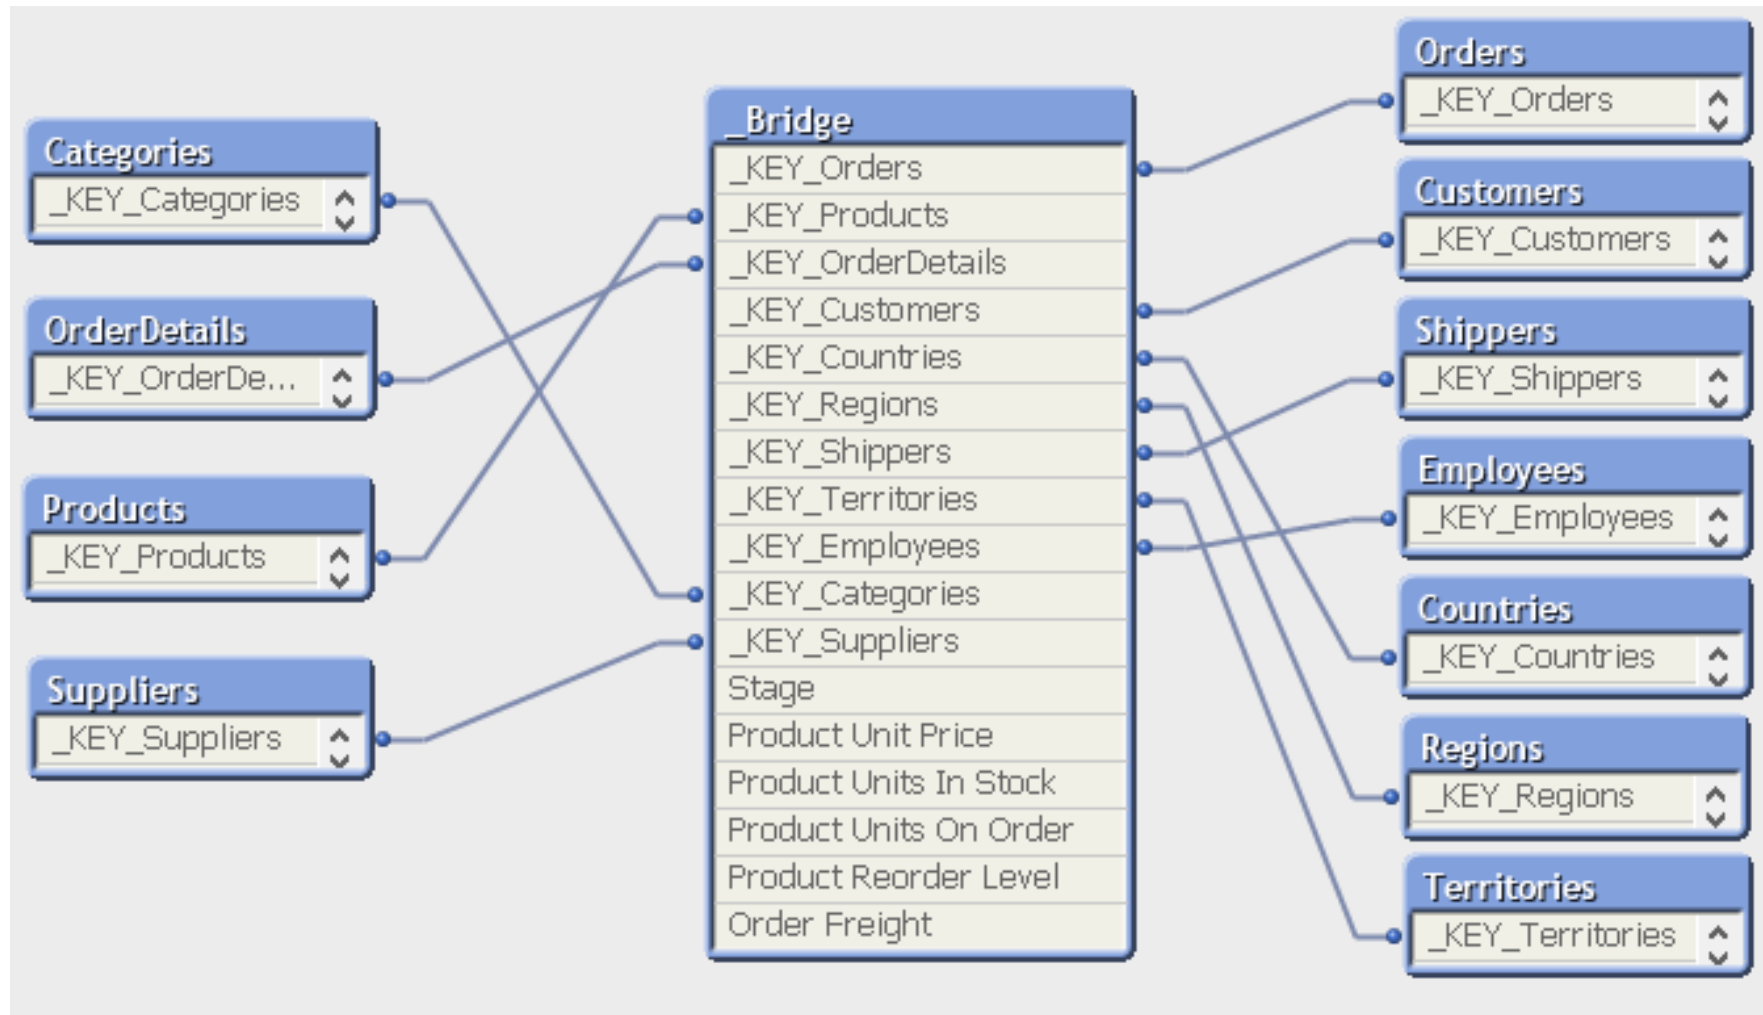 Categories
_KEY_Categories
OrderDetails
_KEY_OrderDe...
Products
_KEY_Products
Suppliers
_KEY_Suppliers
_Bridge
_KEY_Orders
_KEY_Products
_KEY_OrderDetails
_KEY_Customers
_KEY_Countries
_KEY_Regions
_KEY_Shippers
_KEY_Territories
_KEY_Employees
_KEY_Categories
_KEY_Suppliers
Stage
Product Unit Price
Product Units In Stock
Product Units On Order
Product Reorder Level
Order Freight
Orders
_KEY_Orders
Customers
_KEY_Customers
Shippers
_KEY_Shippers
Employees
_KEY_Employees
Countries
_KEY_Countries
Regions
_KEY_Regions
Territories
_KEY_Territories